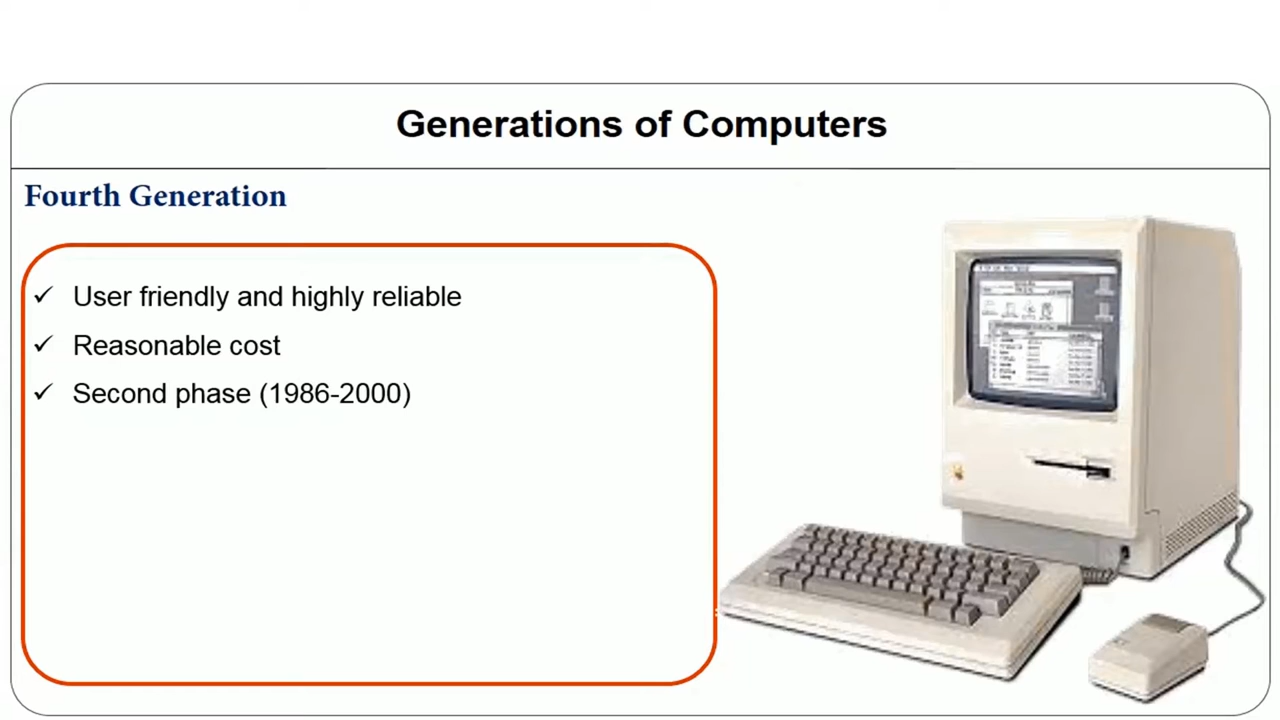 Generations of Computers
Fourth Generation
✓ User friendly and highly reliable
✓ Reasonable cost
✓ Second phase (1986-2000)